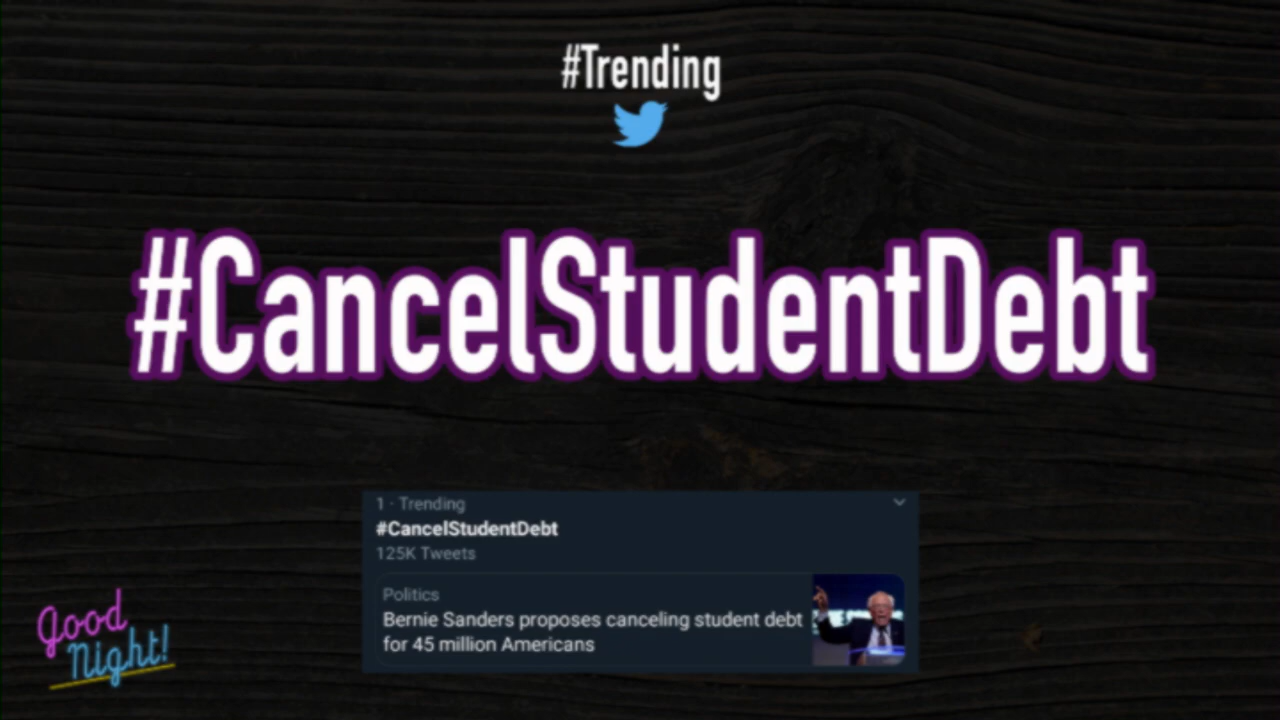 #Trending
#CancelStudentDebt
1 · Trending
#CancelStudentDebt
125K Tweets
Politics
Bernie Sanders proposes canceling student debt
for 45 million Americans
Good
Night!